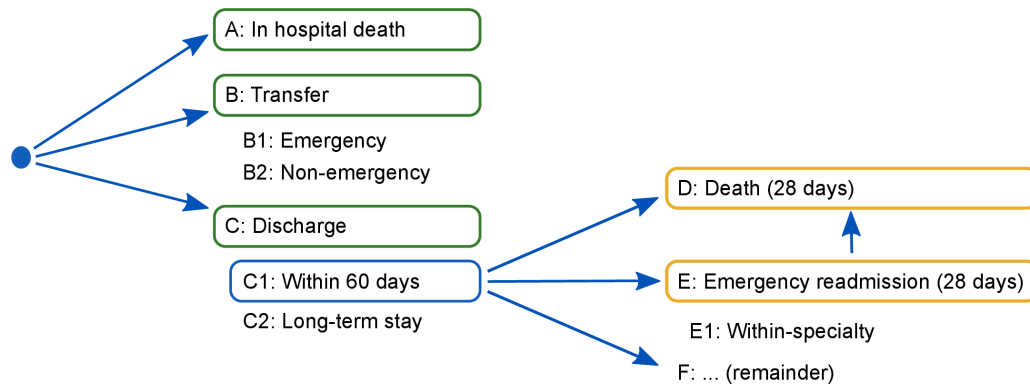 A: In hospital death
B: Transfer
B1: Emergency
B2: Non-emergency
C: Discharge
C1: Within 60 days
C2: Long-term stay
D: Death (28 days)
E: Emergency readmission (28 days)
E1: Within-specialty
F: ... (remainder)